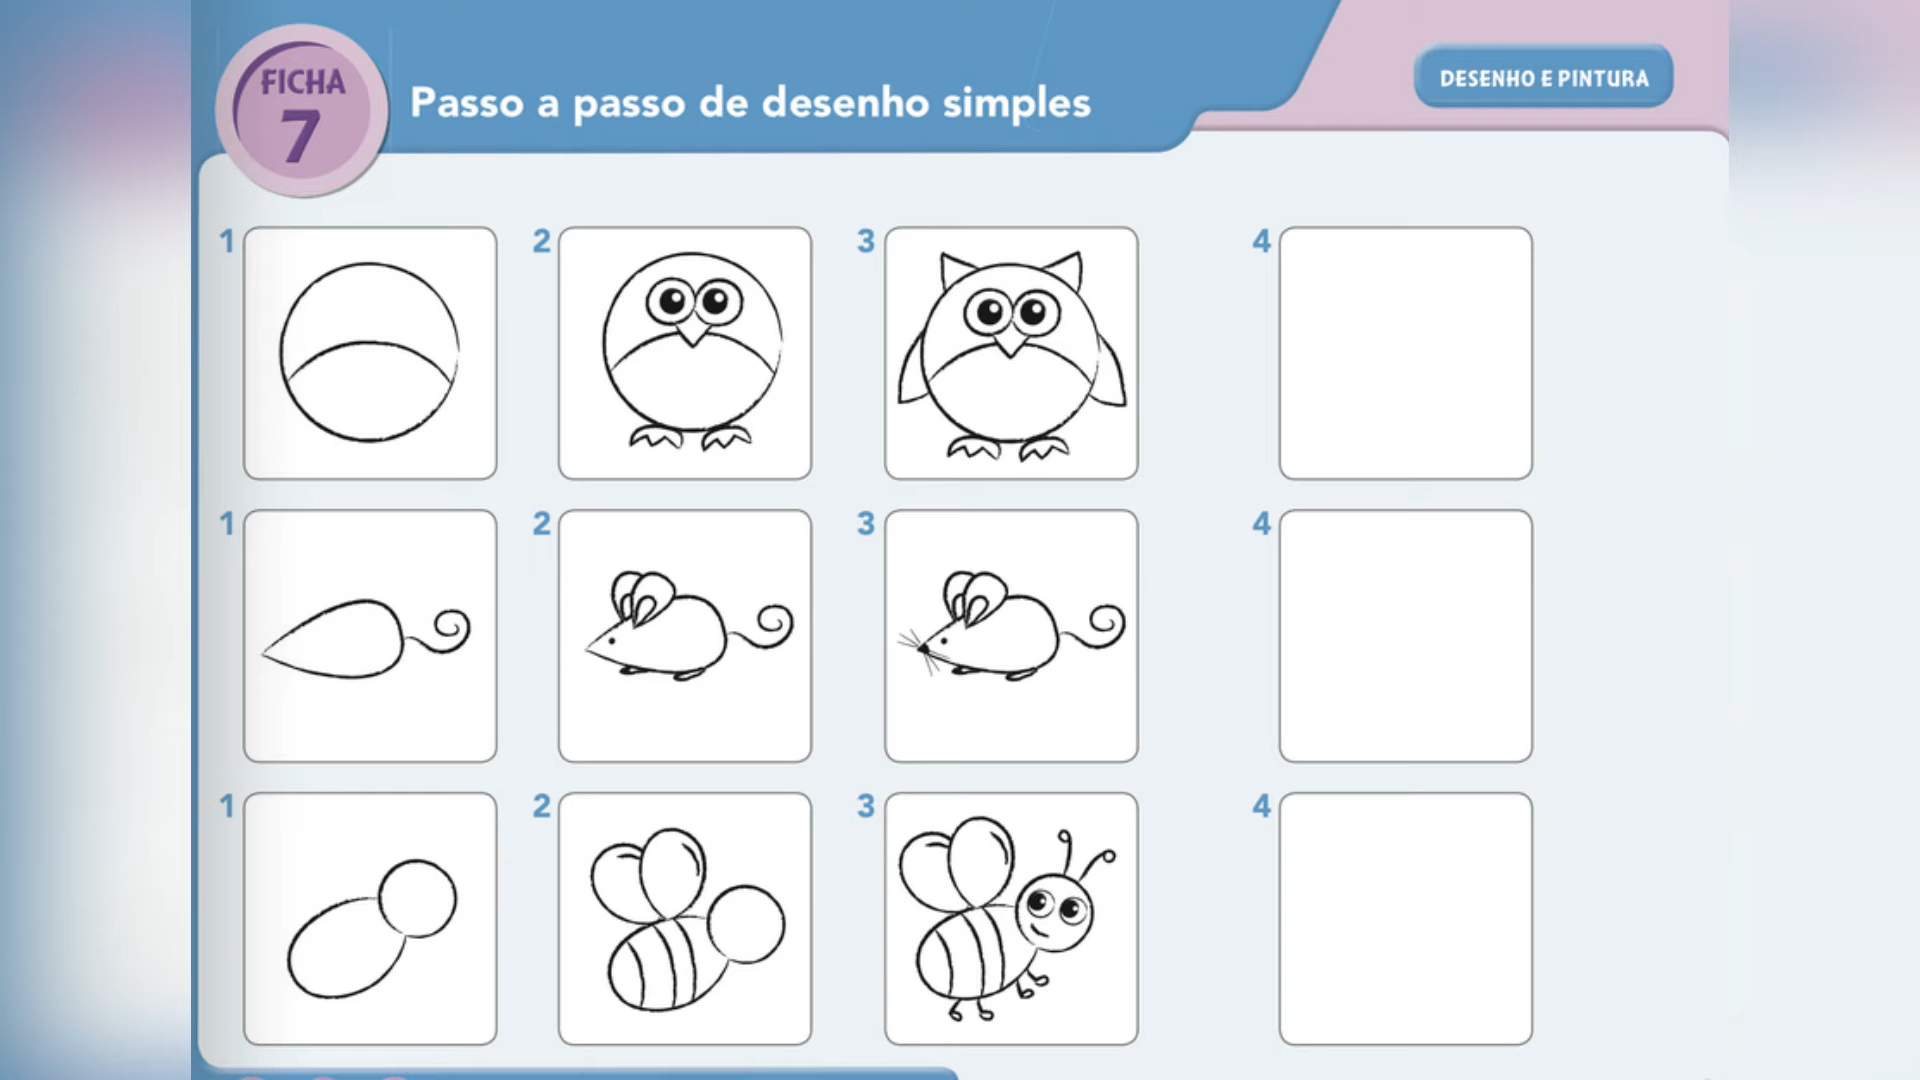 FICHA
7
Passo a passo de desenho simples
DESENHO E PINTURA
1 2 3 4
1 2 3 4
1 2 3 4